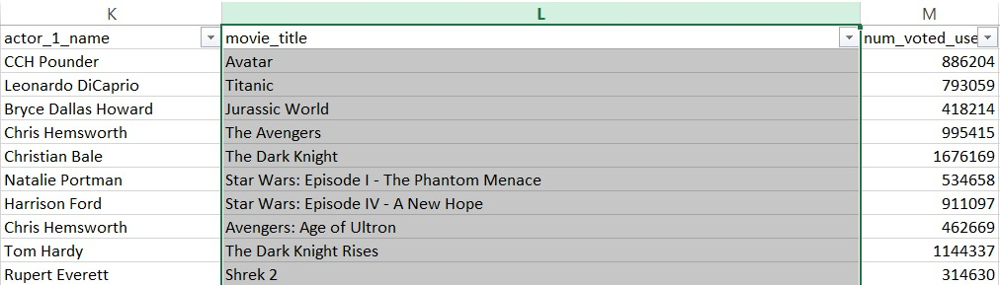 K L M
actor_1_name movie_title num_voted_use
CCH Pounder Avatar 886204
Leonardo DiCaprio Titanic 793059
Bryce Dallas Howard Jurassic World 418214
Chris Hemsworth The Avengers 995415
Christian Bale The Dark Knight 1676169
Natalie Portman Star Wars: Episode I - The Phantom Menace 534658
Harrison Ford Star Wars: Episode IV - A New Hope 911097
Chris Hemsworth Avengers: Age of Ultron 462669
Tom Hardy The Dark Knight Rises 1144337
Rupert Everett Shrek 2 314630